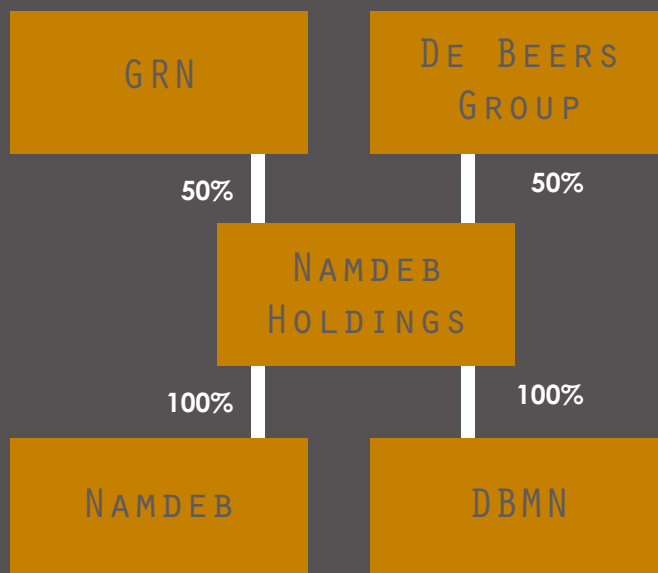 GRN
De Beers
Group
50%
50%
Namdeb
Holdings
100%
100%
Namdeb
DBMN